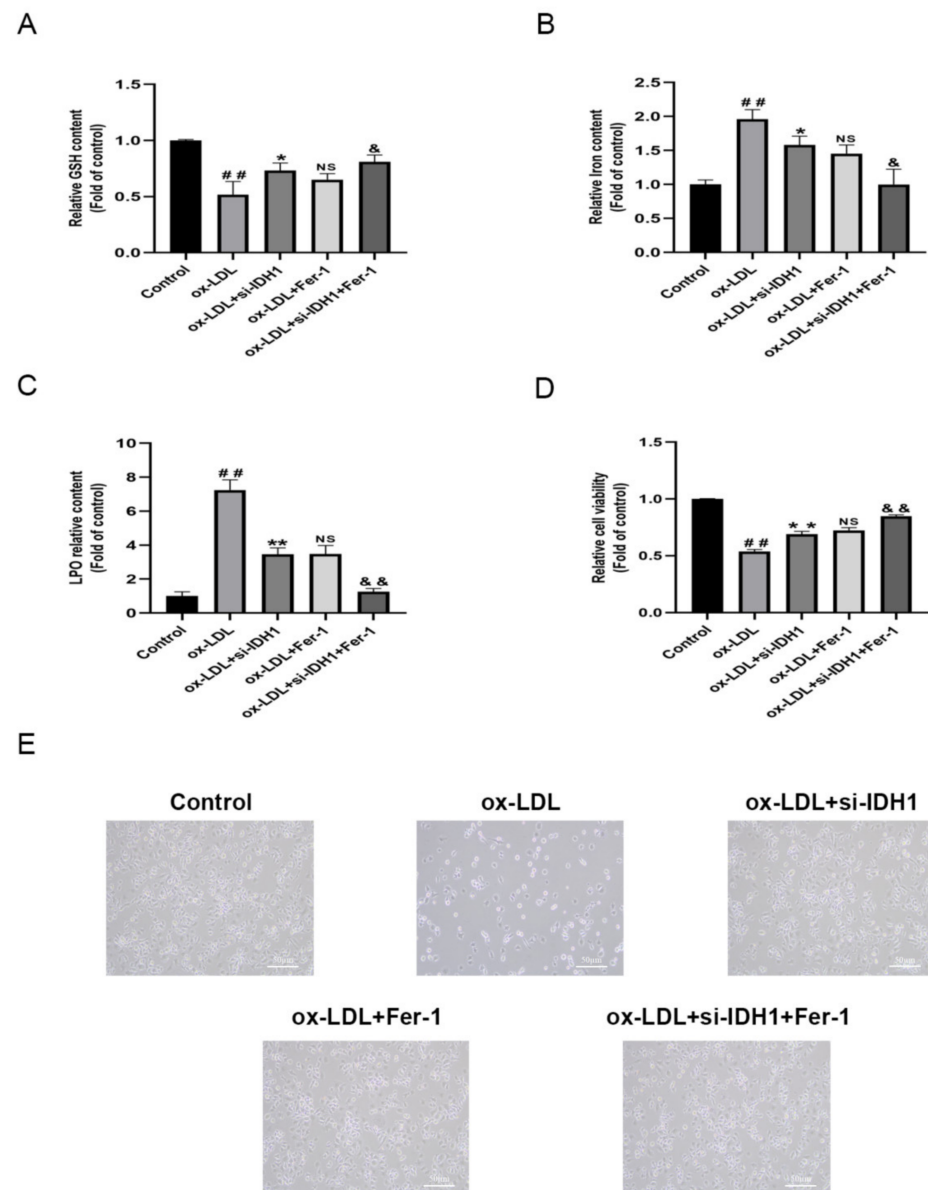 A
Relative GSH content
(Fold of control)
1.5
1.0
0.5
0.0
##
*
NS
&
Control
ox-LDL
ox-LDL+si-IDH1
ox-LDL+Fer-1
ox-LDL+si-IDH1+Fer-1
B
Relative Iron content
(Fold of control)
2.5
2.0
1.5
1.0
0.5
0.0
##
*
NS
&
Control
ox-LDL
ox-LDL+si-IDH1
ox-LDL+Fer-1
ox-LDL+si-IDH1+Fer-1
C
LPO relative content
(Fold of control)
10
8
6
4
2
0
##
**
NS
&&
Control
ox-LDL
ox-LDL+si-IDH1
ox-LDL+Fer-1
ox-LDL+si-IDH1+Fer-1
D
Relative cell viability
(Fold of control)
1.5
1.0
0.5
0.0
##
**
NS
&&
Control
ox-LDL
ox-LDL+si-IDH1
ox-LDL+Fer-1
ox-LDL+si-IDH1+Fer-1
E
Control
ox-LDL
ox-LDL+si-IDH1
50μm
50μm
50μm
ox-LDL+Fer-1
ox-LDL+si-IDH1+Fer-1
50μm
50μm